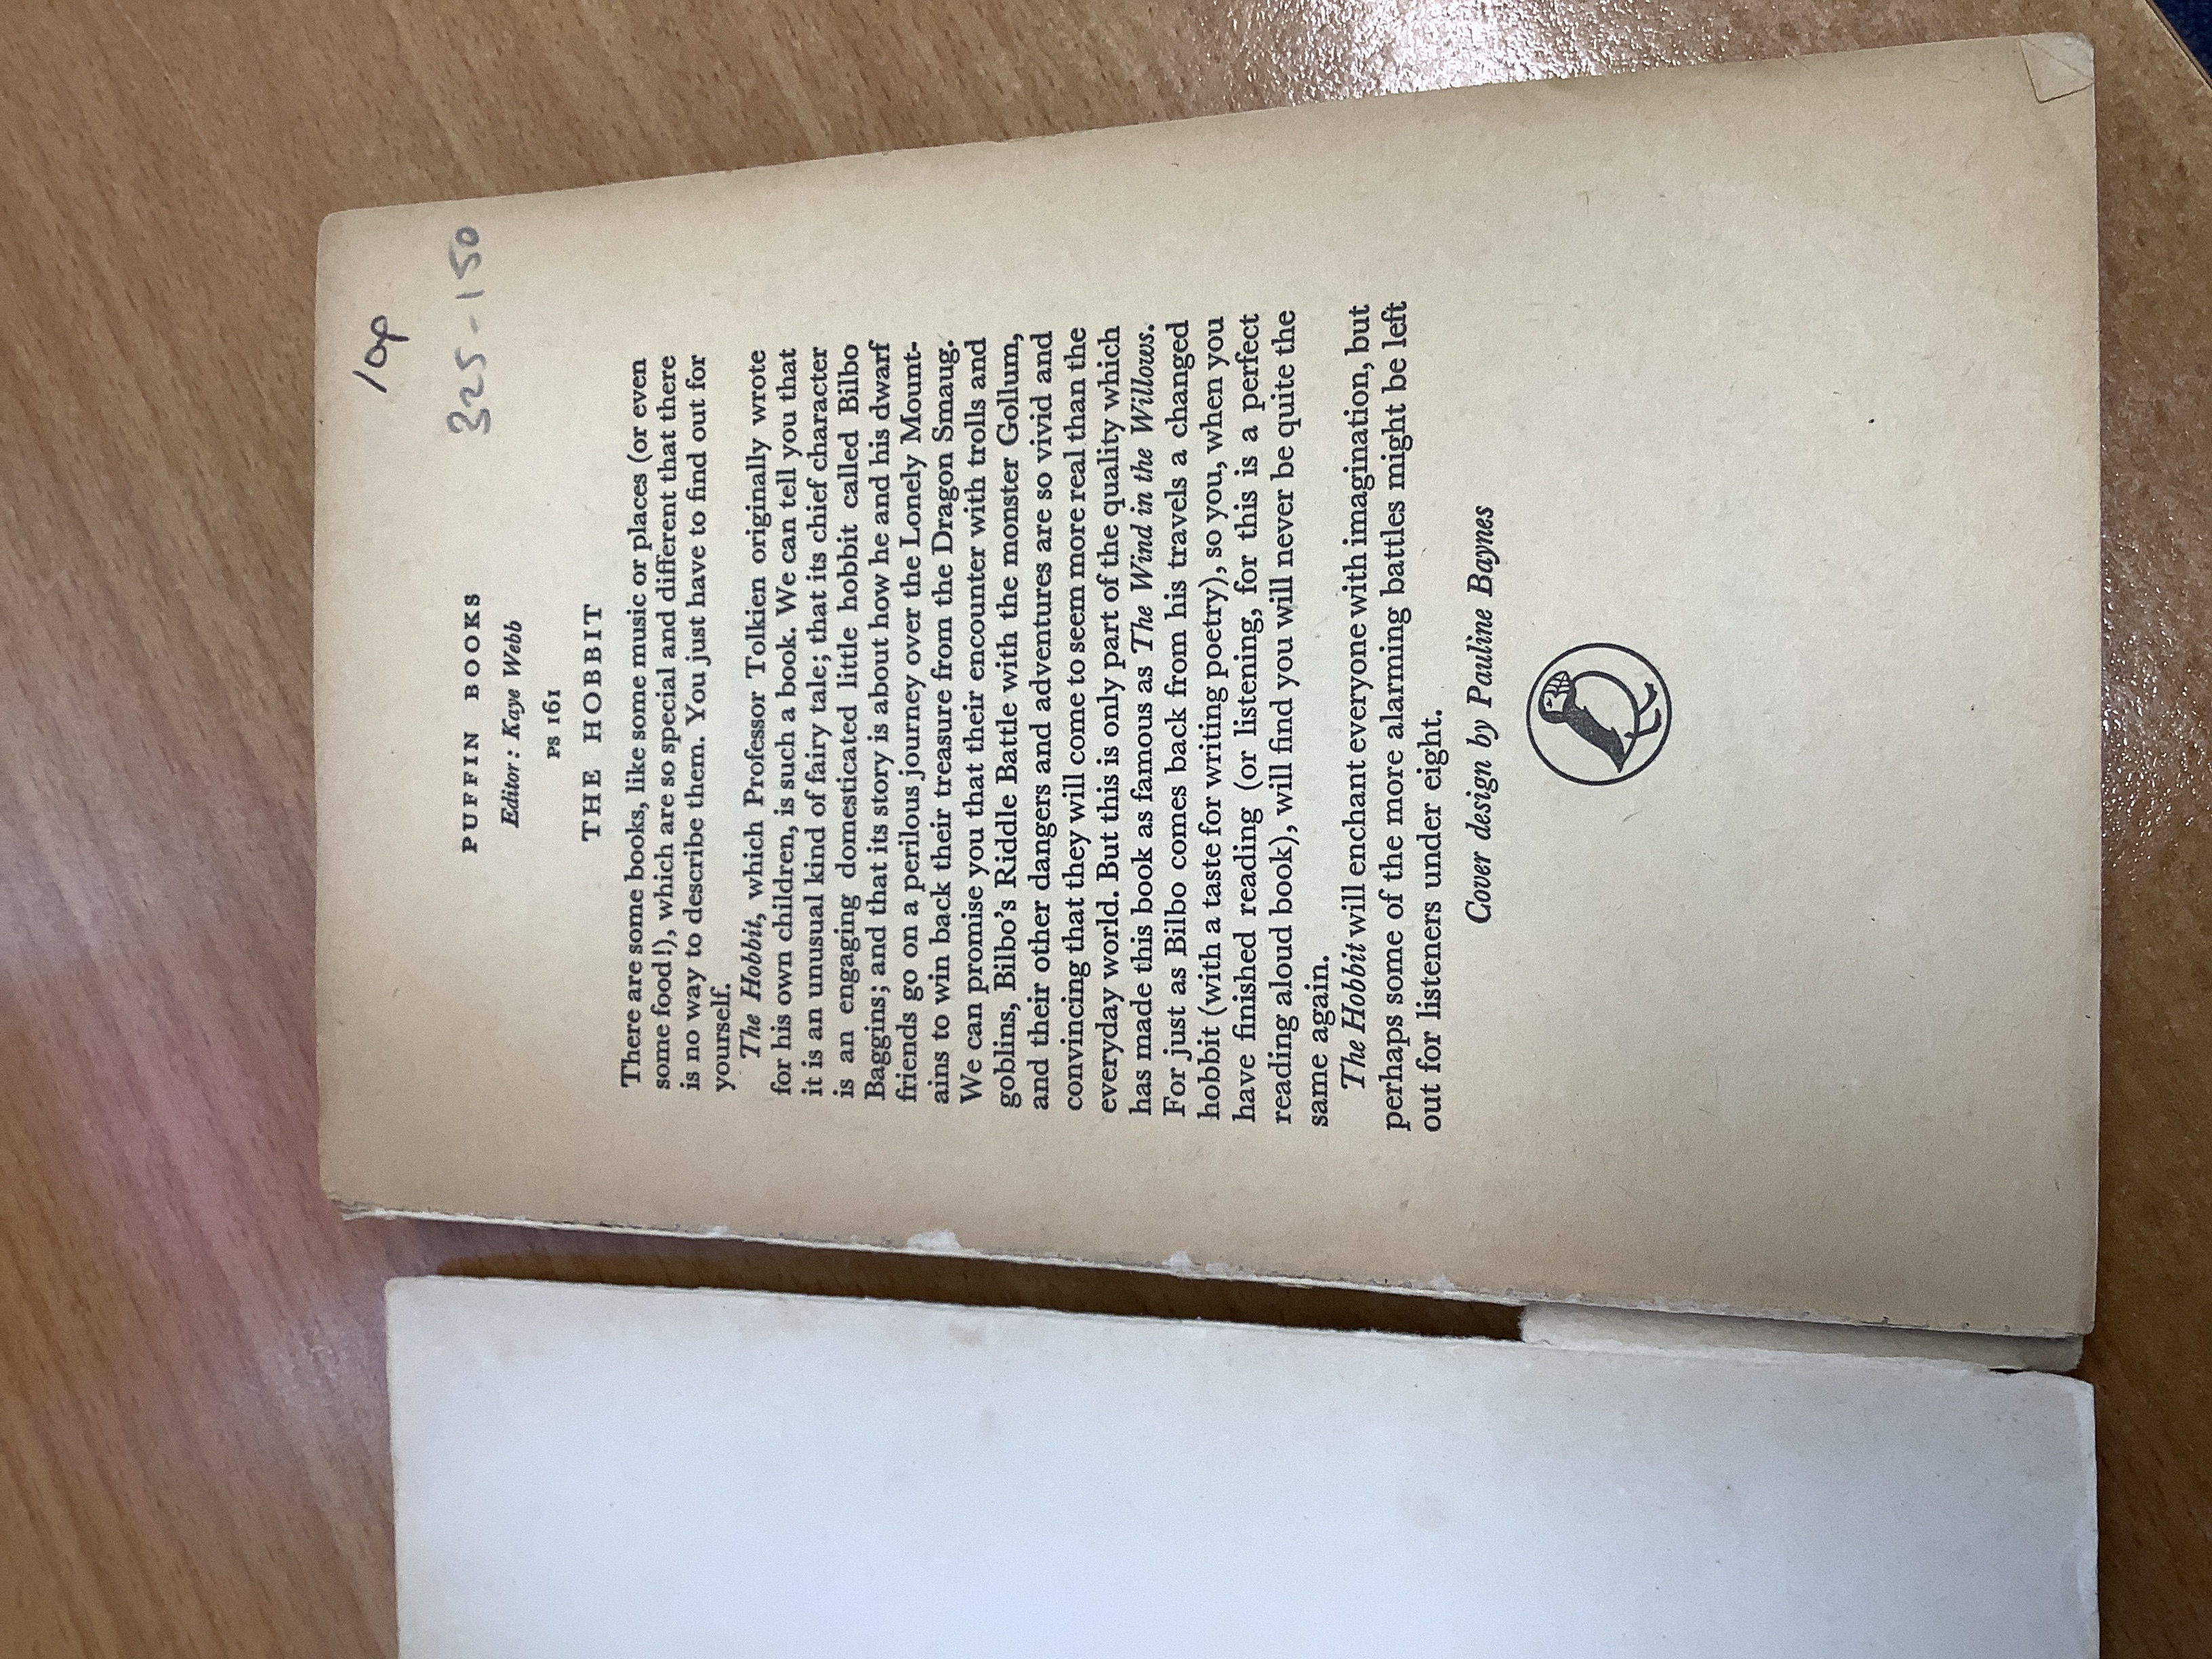 10p
325-150
PUFFIN BOOKS
Editor: Kaye Webb
PS 161
THE HOBBIT
There are some books, like some music or places (or even
some food!), which are so special and different that there
is no way to describe them. You just have to find out for
yourself.
The Hobbit, which Professor Tolkien originally wrote
for his own children, is such a book. We can tell you that
it is an unusual kind of fairy tale; that its chief character
is an engaging domesticated little hobbit called Bilbo
Baggins; and that its story is about how he and his dwarf
friends go on a perilous journey over the Lonely Mount-
ains to win back their treasure from the Dragon Smaug.
We can promise you that their encounter with trolls and
goblins, Bilbo's Riddle Battle with the monster Gollum,
and their other dangers and adventures are so vivid and
convincing that they will come to seem more real than the
everyday world. But this is only part of the quality which
has made this book as famous as The Wind in the Willows.
For just as Bilbo comes back from his travels a changed
hobbit (with a taste for writing poetry), so you, when you
have finished reading (or listening, for this is a perfect
reading aloud book), will find you will never be quite the
same again.
The Hobbit will enchant everyone with imagination, but
perhaps some of the more alarming battles might be left
out for listeners under eight.
Cover design by Pauline Baynes